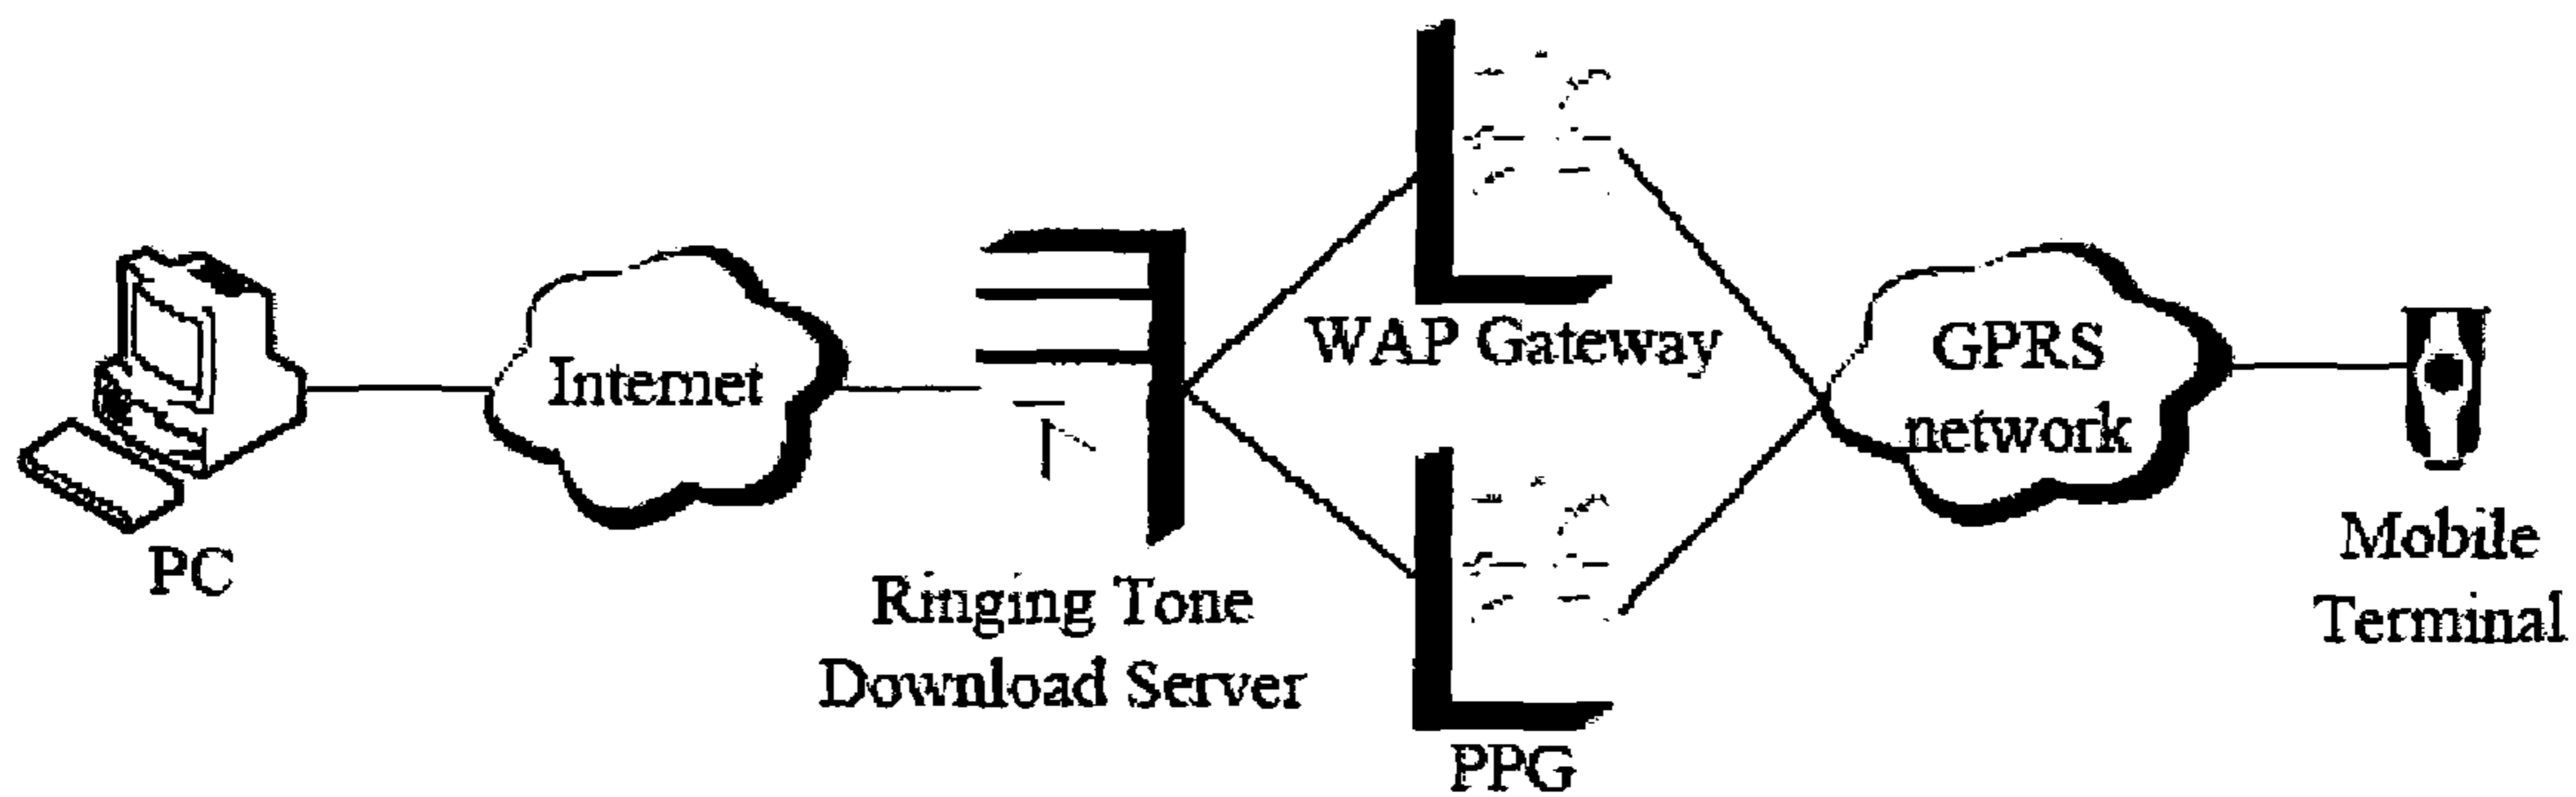 PC
Internet
Ringing Tone
Download Server
WAP Gateway
PPG
GPRS
network
Mobile
Terminal